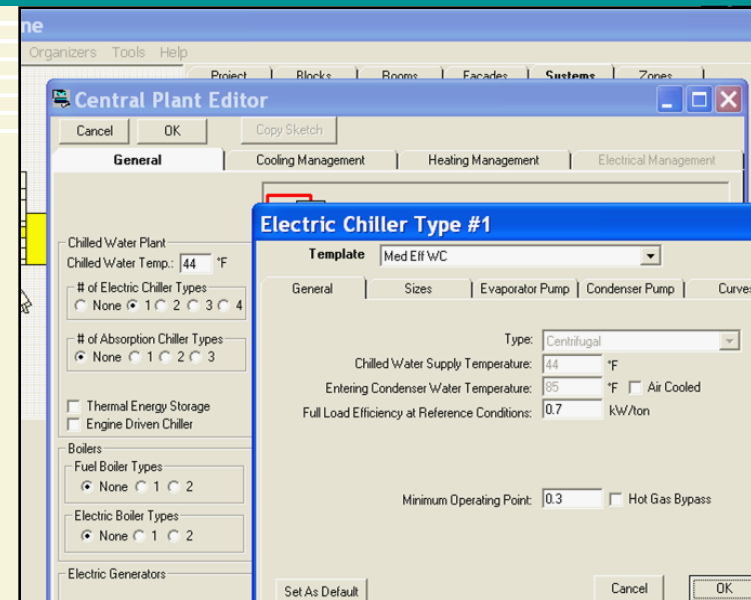 ne
Organizers Tools Help
Project Blocks Rooms Facades Systems Zones
Central Plant Editor
Cancel OK Copy Sketch
General Cooling Management Heating Management Electrical Management
Electric Chiller Type #1
Template Med Eff WC
General Sizes Evaporator Pump Condenser Pump Curves
Chilled Water Plant
Chilled Water Temp.: 44 °F
# of Electric Chiller Types
None 1 2 3 4
# of Absorption Chiller Types
None 1 2 3
Thermal Energy Storage
Engine Driven Chiller
Boilers
Fuel Boiler Types
None 1 2
Electric Boiler Types
None 1 2
Electric Generators
Type: Centrifugal
Chilled Water Supply Temperature: 44 °F
Entering Condenser Water Temperature: 85 °F Air Cooled
Full Load Efficiency at Reference Conditions: 0.7 kW/ton
Minimum Operating Point: 0.3 Hot Gas Bypass
Set As Default Cancel OK